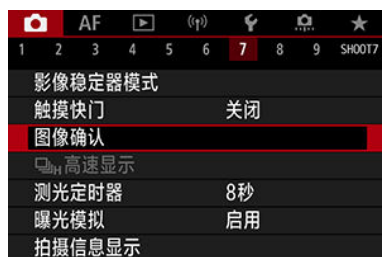 AF
1 2 3 4 5 6 7 8 9 SHOOT7
影像稳定器模式
触摸快门 关闭
图像确认
H高速显示
测光定时器 8秒
曝光模拟 启用
拍摄信息显示